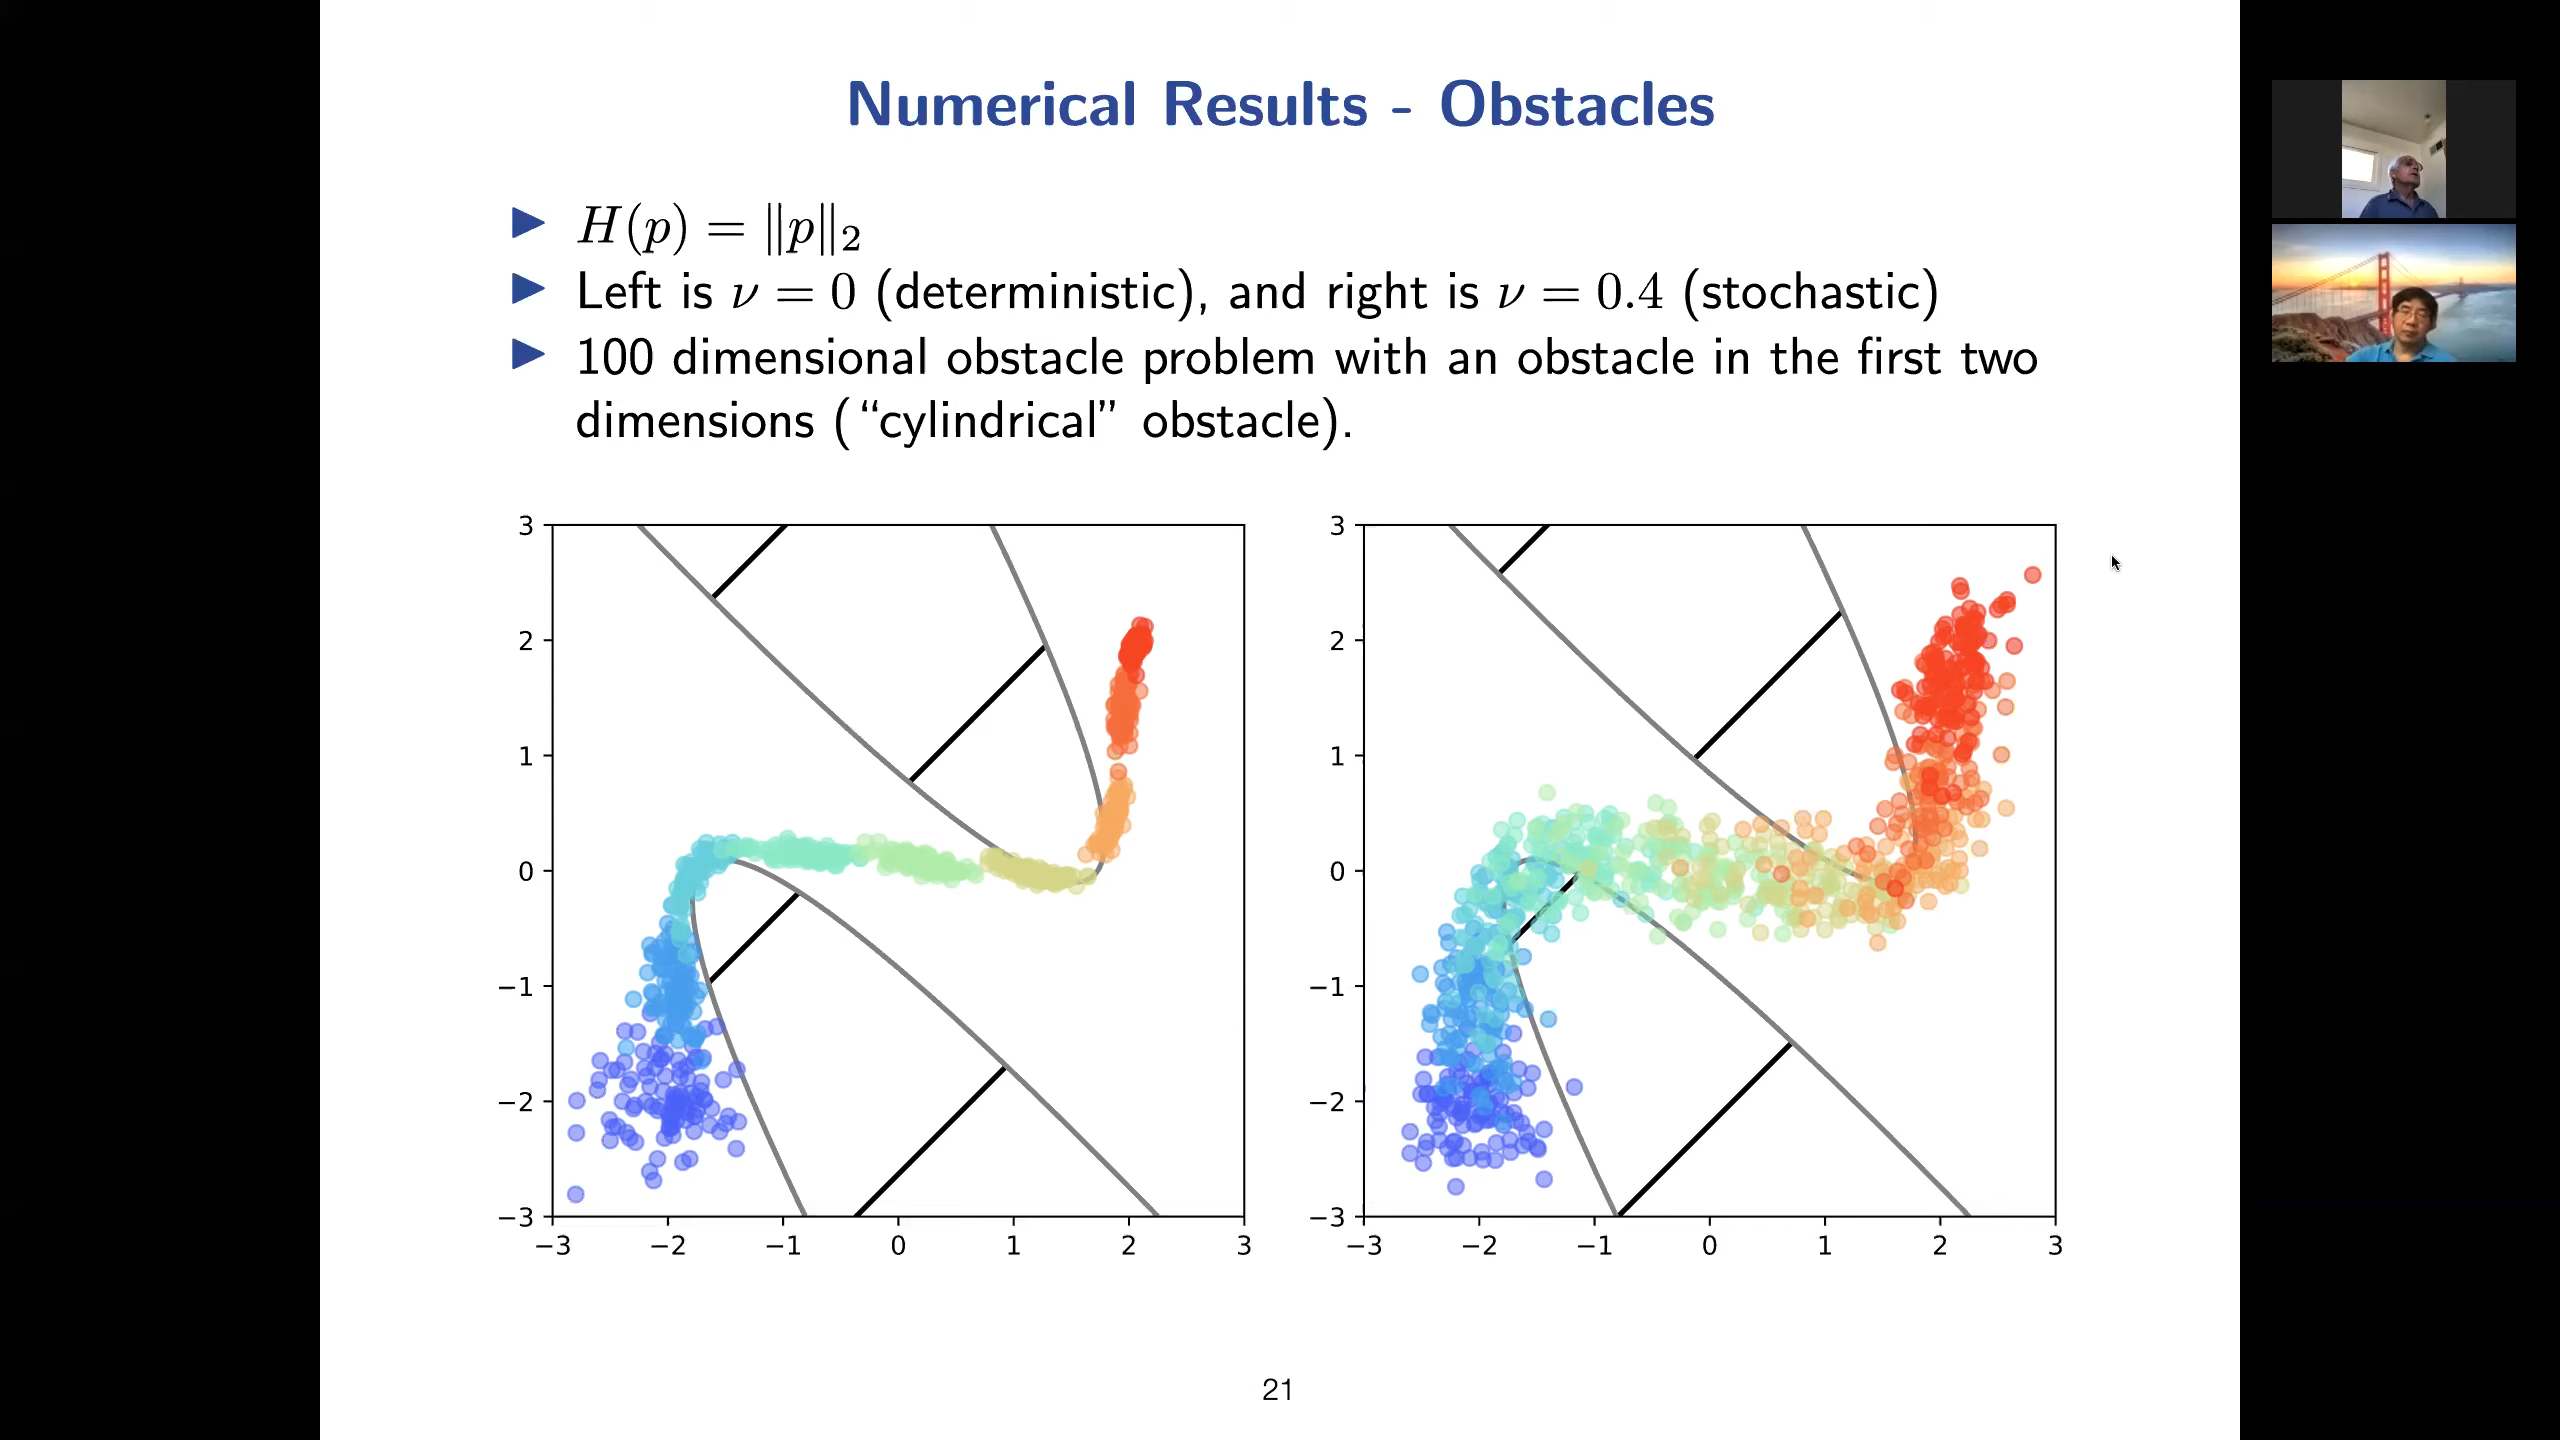 Numerical Results - Obstacles
▶ H(p) = ‖p‖₂
▶ Left is ν = 0 (deterministic), and right is ν = 0.4 (stochastic)
▶ 100 dimensional obstacle problem with an obstacle in the first two
dimensions (“cylindrical” obstacle).
3
2
1
0
−1
−2
−3
−3 −2 −1 0 1 2 3
3
2
1
0
−1
−2
−3
−3 −2 −1 0 1 2 3
21